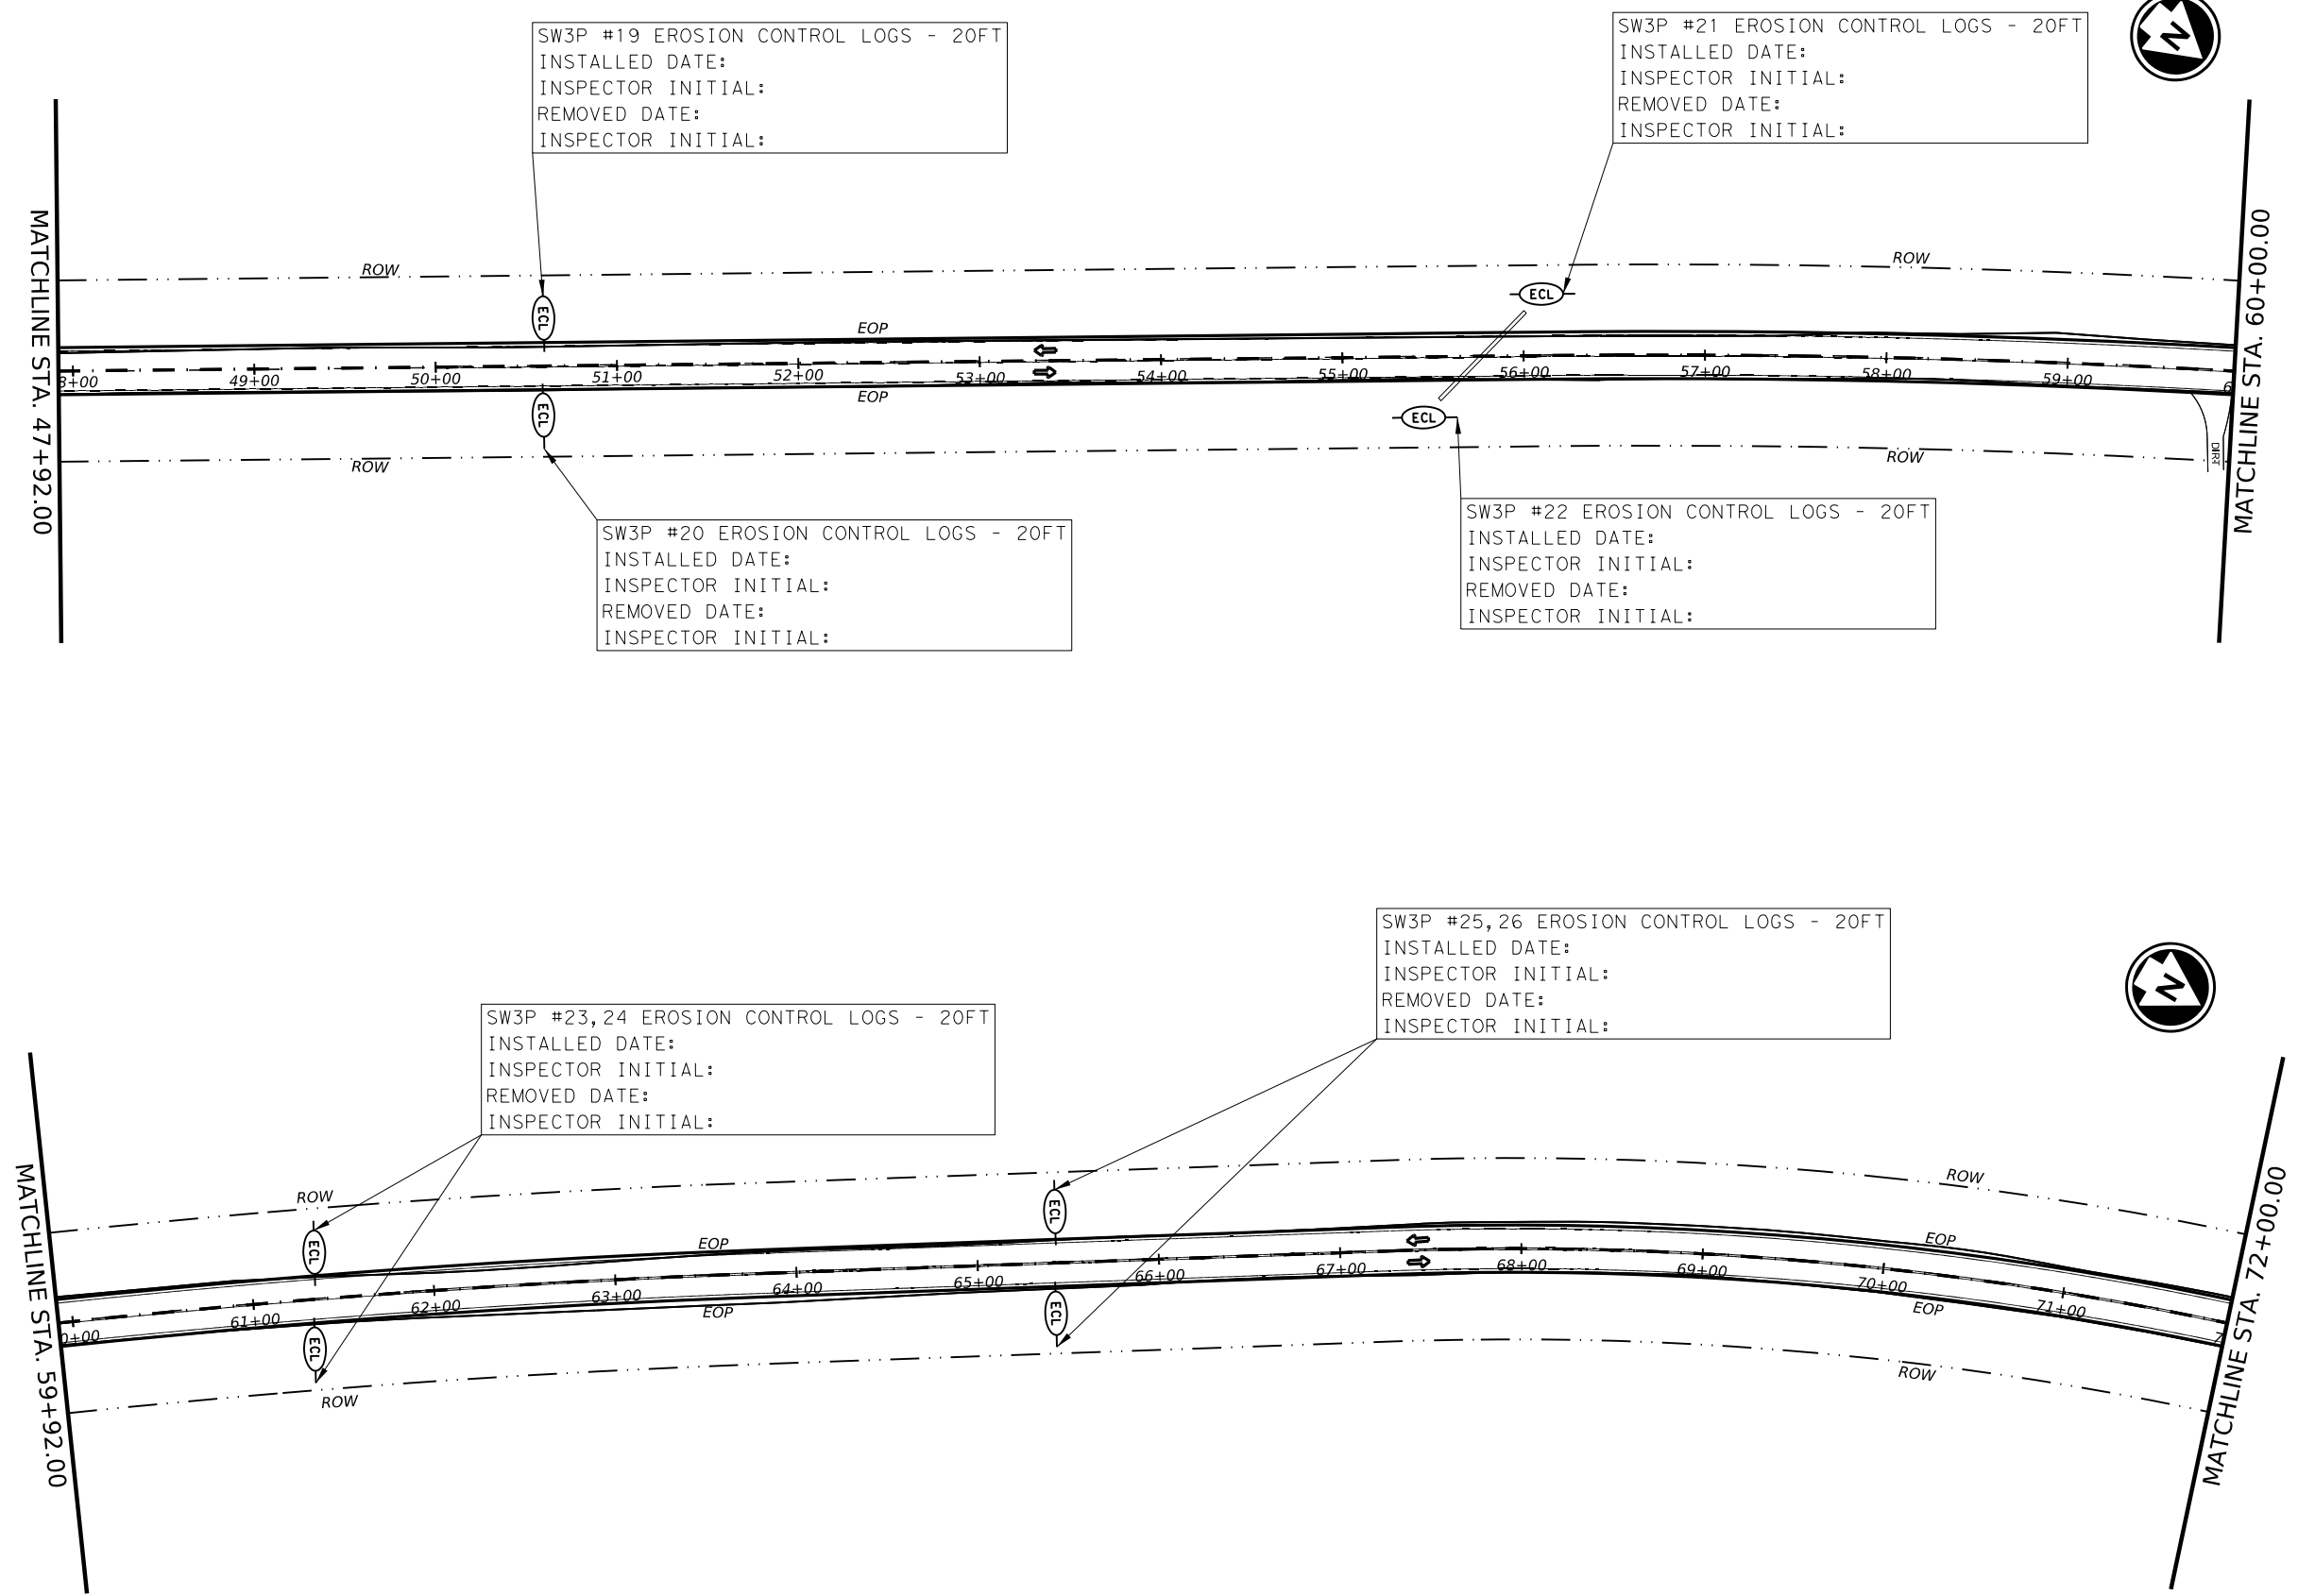 SW3P #19 EROSION CONTROL LOGS - 20FT
INSTALLED DATE:
INSPECTOR INITIAL:
REMOVED DATE:
INSPECTOR INITIAL:
SW3P #21 EROSION CONTROL LOGS - 20FT
INSTALLED DATE:
INSPECTOR INITIAL:
REMOVED DATE:
INSPECTOR INITIAL:
N
MATCHLINE STA. 47+92.00
MATCHLINE STA. 60+00.00
ROW
ROW
ECL
ECL
EOP
8+00
49+00
50+00
51+00
52+00
53+00
54+00
55+00
56+00
57+00
58+00
59+00
6
EOP
ECL
ECL
ROW
ROW
DIRT
SW3P #20 EROSION CONTROL LOGS - 20FT
INSTALLED DATE:
INSPECTOR INITIAL:
REMOVED DATE:
INSPECTOR INITIAL:
SW3P #22 EROSION CONTROL LOGS - 20FT
INSTALLED DATE:
INSPECTOR INITIAL:
REMOVED DATE:
INSPECTOR INITIAL:
SW3P #25,26 EROSION CONTROL LOGS - 20FT
INSTALLED DATE:
INSPECTOR INITIAL:
REMOVED DATE:
INSPECTOR INITIAL:
N
SW3P #23,24 EROSION CONTROL LOGS - 20FT
INSTALLED DATE:
INSPECTOR INITIAL:
REMOVED DATE:
INSPECTOR INITIAL:
MATCHLINE STA. 59+92.00
MATCHLINE STA. 72+00.00
ROW
ROW
ECL
ECL
EOP
EOP
0+00
61+00
62+00
63+00
64+00
65+00
66+00
67+00
68+00
69+00
70+00
71+00
7
EOP
EOP
ECL
ECL
ROW
ROW